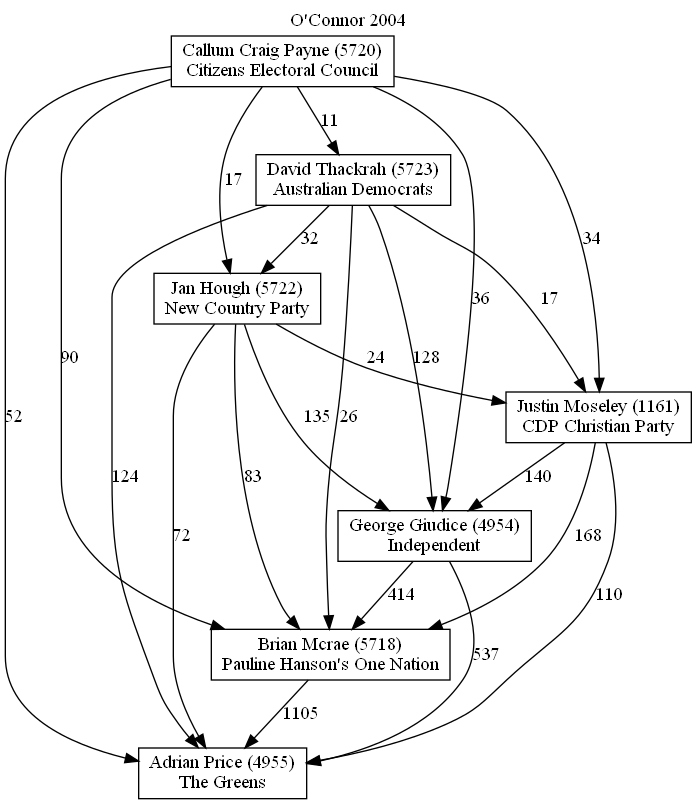 O'Connor 2004
Callum Craig Payne (5720)
Citizens Electoral Council
11
David Thackrah (5723)
Australian Democrats
17
34
32
Jan Hough (5722)
New Country Party
36
17
52
90
128
24
Justin Moseley (1161)
CDP Christian Party
135
26
124
83
140
George Giudice (4954)
Independent
72
168
414
110
Brian Mcrae (5718)
Pauline Hanson's One Nation
537
1105
Adrian Price (4955)
The Greens